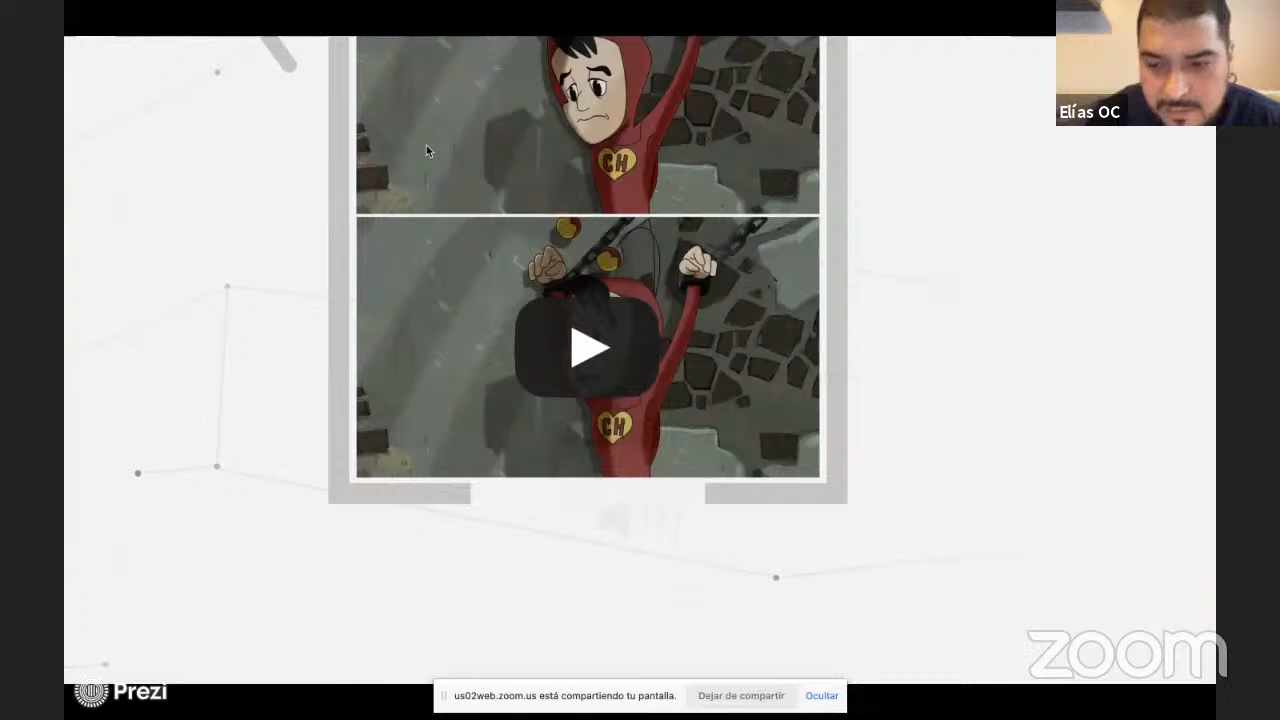 Elías OC
CH
CH
zoom
Prezi
us02web.zoom.us está compartiendo tu pantalla.
Dejar de compartir
Ocultar